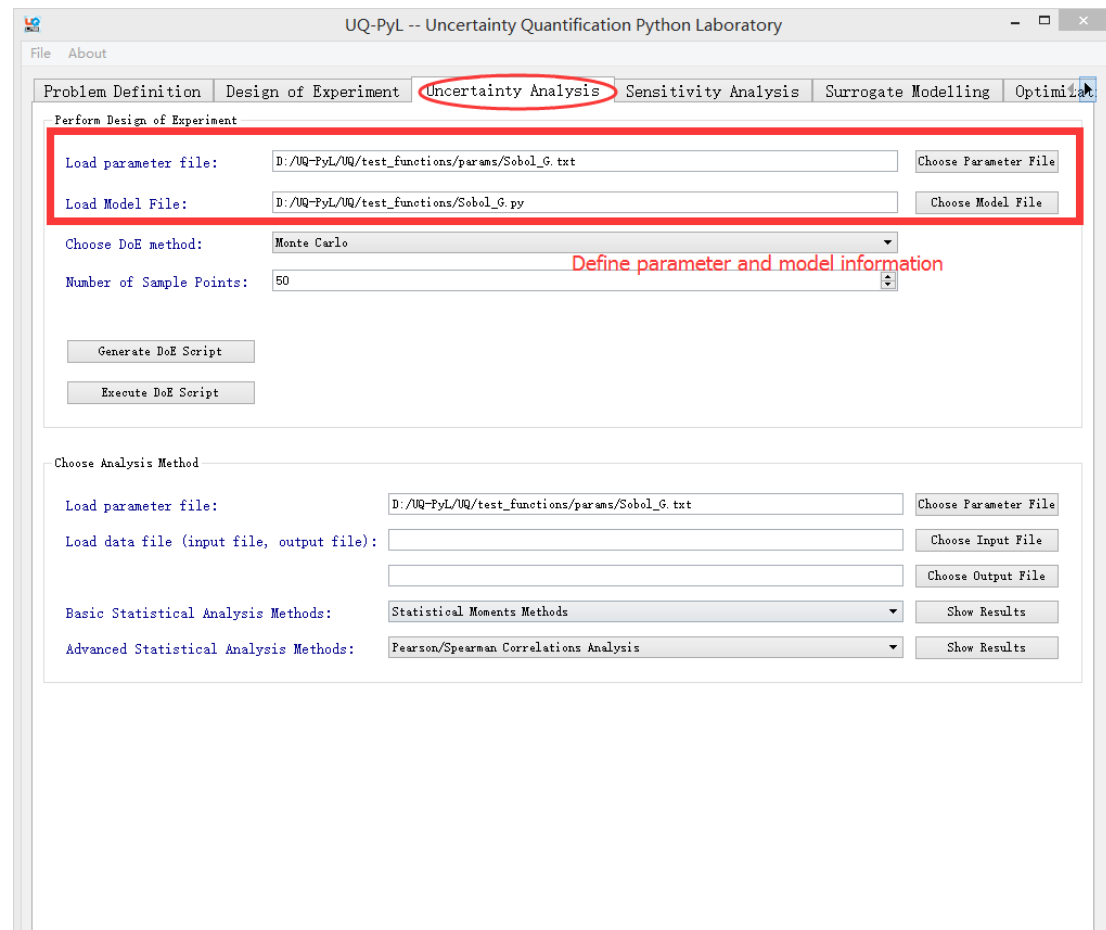 UQ-PyL -- Uncertainty Quantification Python Laboratory
File About
Problem Definition Design of Experiment Uncertainty Analysis Sensitivity Analysis Surrogate Modelling
Perform Design of Experiment
Load parameter file: D:/UQ-PyL/UQ/test_functions/params/Sobol_G.txt Choose Parameter File
Load Model File: D:/UQ-PyL/UQ/test_functions/Sobol_G.py Choose Model File
Choose DoE method: Monte Carlo
Define parameter and model information
Number of Sample Points: 50
Generate DoE Script
Execute DoE Script
Choose Analysis Method
Load parameter file: D:/UQ-PyL/UQ/test_functions/params/Sobol_G.txt Choose Parameter File
Load data file (input file, output file): Choose Input File
Choose Output File
Basic Statistical Analysis Methods: Statistical Moments Methods Show Results
Advanced Statistical Analysis Methods: Pearson/Spearman Correlations Analysis Show Results